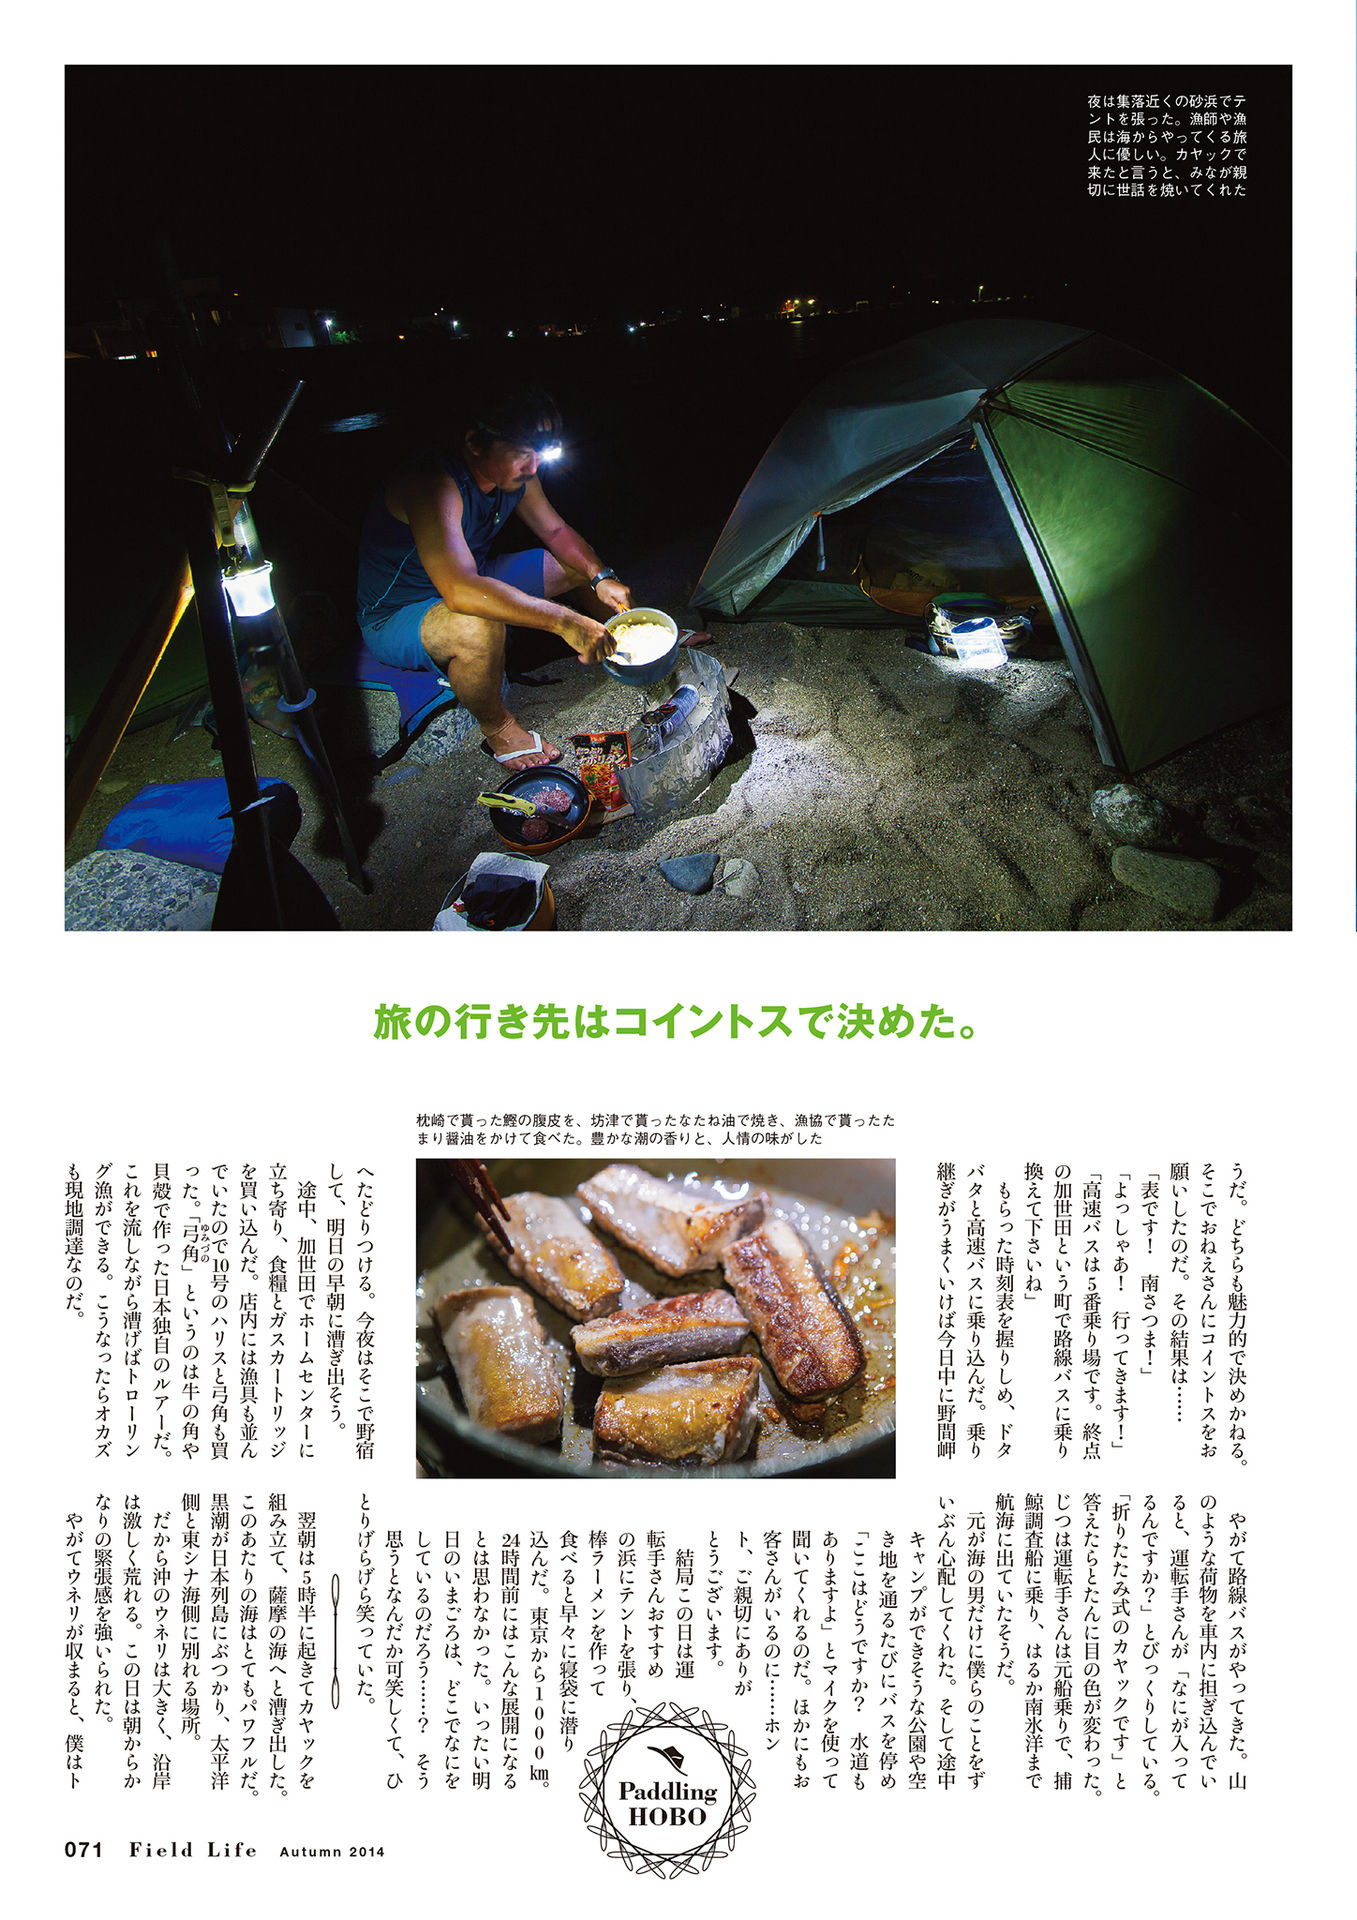 夜は集落近くの砂浜でテ
ントを張った。漁師や漁
民は海からやってくる旅
人に優しい。カヤックで
来たと言うと、みなが親
切に世話を焼いてくれた
旅の行き先はコイントスで決めた。
枕崎で貰った鰹の腹皮を、坊津で貰ったなたね油で焼き、漁協で貰ったた
まり醤油をかけて食べた。豊かな潮の香りと、人情の味がした
うだ。どちらも魅力的で決めかねる。
そこでおねえさんにコイントスをお
願いしたのだ。その結果は……
「表です！　南さつま！」
「よっしゃあ！　行ってきます！」
「高速バスは5番乗り場です。終点
の加世田という町で路線バスに乗り
換えて下さいね」
　もらった時刻表を握りしめ、ドタ
バタと高速バスに乗り込んだ。乗り
継ぎがうまくいけば今日中に野間岬
へたどりつける。今夜はそこで野宿
して、明日の早朝に漕ぎ出そう。
　途中、加世田でホームセンターに
立ち寄り、食糧とガスカートリッジ
を買い込んだ。店内には漁具も並ん
でいたので10号のハリスと弓角も買
った。「弓角」というのは牛の角や
ゆみづの
貝殻で作った日本独自のルアーだ。
これを流しながら漕げばトローリン
グ漁ができる。こうなったらオカズ
も現地調達なのだ。
　やがて路線バスがやってきた。山
のような荷物を車内に担ぎ込んでい
ると、運転手さんが「なにが入って
るんですか？」とびっくりしている。
「折りたたみ式のカヤックです」と
答えたらとたんに目の色が変わった。
じつは運転手さんは元船乗りで、捕
鯨調査船に乗り、はるか南氷洋まで
航海に出ていたそうだ。
　元が海の男だけに僕らのことをず
いぶん心配してくれた。そして途中
キャンプができそうな公園や空
き地を通るたびにバスを停め
「ここはどうですか？　水道も
ありますよ」とマイクを使って
聞いてくれるのだ。ほかにもお
客さんがいるのに……ホン
ト、ご親切にありが
とうございます。
　結局この日は運
転手さんおすすめ
の浜にテントを張り、
棒ラーメンを作って
食べると早々に寝袋に潜り
込んだ。東京から1000㎞。
24時間前にはこんな展開になる
とは思わなかった。いったい明
日のいまごろは、どこでなにを
しているのだろう……？　そう
思うとなんだか可笑しくて、ひ
とりげらげら笑っていた。
　翌朝は5時半に起きてカヤックを
組み立て、薩摩の海へと漕ぎ出した。
このあたりの海はとてもパワフルだ。
黒潮が日本列島にぶつかり、太平洋
側と東シナ海側に別れる場所。
　だから沖のウネリは大きく、沿岸
は激しく荒れる。この日は朝からか
なりの緊張感を強いられた。
　やがてウネリが収まると、僕はト
Paddling
HOBO
071 Field Life Autumn 2014